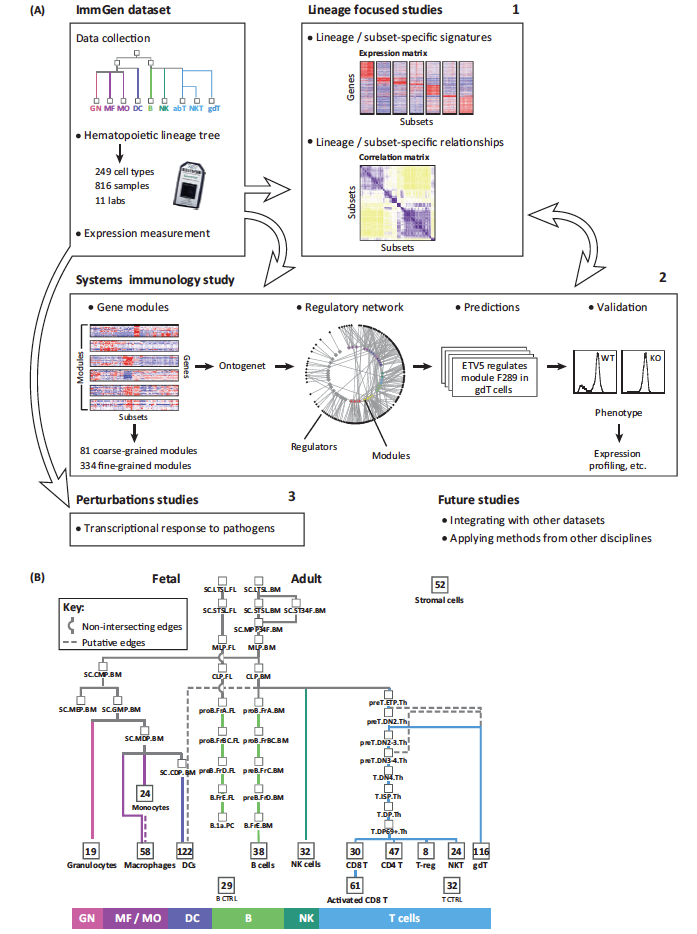 (A)
ImmGen dataset
Data collection
GN MF MO DC B NK abT NKT gdT
• Hematopoietic lineage tree
249 cell types
816 samples
11 labs
• Expression measurement
Lineage focused studies 1
• Lineage / subset-specific signatures
Expression matrix
Genes
Subsets
• Lineage / subset-specific relationships
Correlation matrix
Subsets
Subsets
Systems immunology study 2
• Gene modules
Modules
Genes
Subsets
81 coarse-grained modules
334 fine-grained modules
Ontogenet
• Regulatory network
Regulators
Modules
• Predictions
ETV5 regulates
module F289 in
gdT cells
• Validation
WT
KO
Phenotype
Expression
profiling, etc.
Perturbations studies 3
• Transcriptional response to pathogens
Future studies
• Integrating with other datasets
• Applying methods from other disciplines
(B)
Fetal Adult
52
Stromal cells
Key:
Non-intersecting edges
Putative edges
SC.LTSL.FL SC.LTSL.BM
SC.STSL.FL SC.STSL.BM SC.ST34F.BM
SC.MPP34F.BM
MLP.FL MLP.BM
SC.CMP.BM
CLP.FL CLP.BM
SC.MEP.BM SC.GMP.BM
preT.ETP.Th
proB.FrA.FL proB.FrA.BM
preT.DN2.Th
SC.MDP.BM
proB.FrBC.FL proB.FrBC.BM
preT.DN2-3.Th
preT.DN3-4.Th
SC.CDP.BM
preB.FrD.FL preB.FrC.BM
T.DN4.Th
B.FrE.FL preB.FrD.BM
T.ISP.Th
24
Monocytes
T.DP.Th
B.1a.PC B.FrE.BM
T.DP69+.Th
19 58 122 38 32 30 47 8 24 116
Granulocytes Macrophages DCs B cells NK cells CD8 T CD4 T T-reg NKT gdT
29 61 32
B CTRL Activated CD8 T T CTRL
GN MF / MO DC B NK T cells